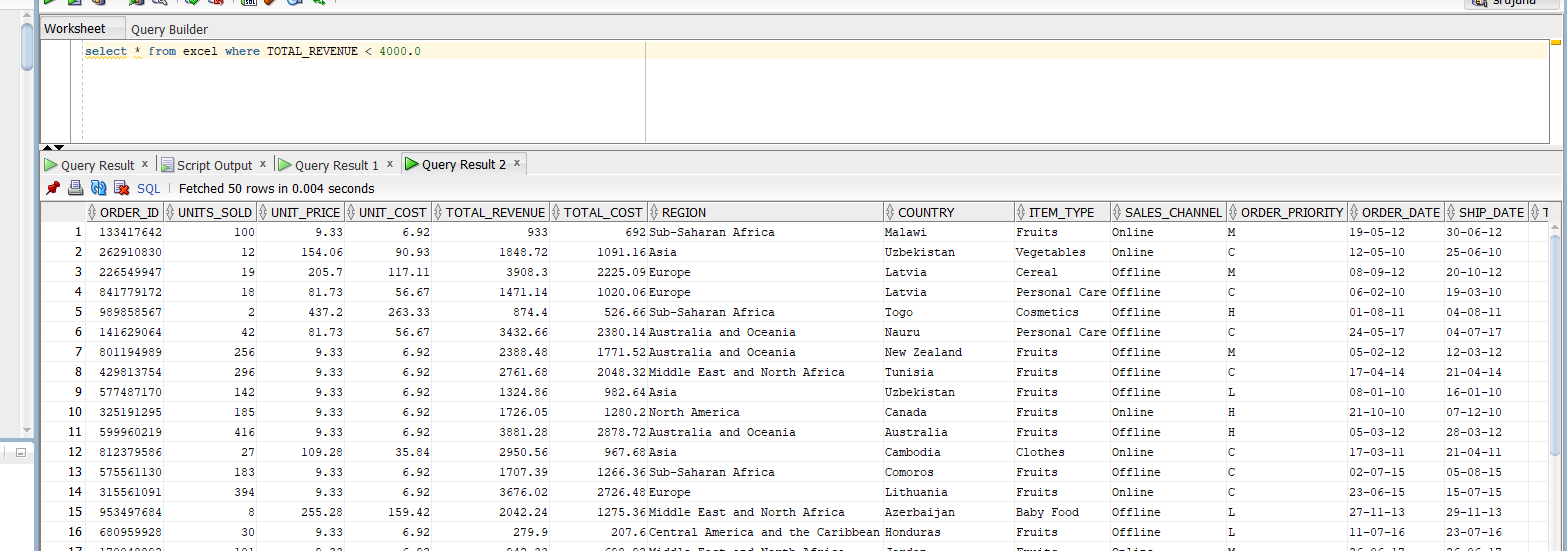 srujana
Worksheet Query Builder
select * from excel where TOTAL_REVENUE < 4000.0
Query Result x Script Output x Query Result 1 x Query Result 2 x
SQL | Fetched 50 rows in 0.004 seconds
ORDER_ID UNITS_SOLD UNIT_PRICE UNIT_COST TOTAL_REVENUE TOTAL_COST REGION COUNTRY ITEM_TYPE SALES_CHANNEL ORDER_PRIORITY ORDER_DATE SHIP_DATE T
1 133417642 100 9.33 6.92 933 692 Sub-Saharan Africa Malawi Fruits Online M 19-05-12 30-06-12
2 262910830 12 154.06 90.93 1848.72 1091.16 Asia Uzbekistan Vegetables Online C 12-05-10 25-06-10
3 226549947 19 205.7 117.11 3908.3 2225.09 Europe Latvia Cereal Offline M 08-09-12 20-10-12
4 841779172 18 81.73 56.67 1471.14 1020.06 Europe Latvia Personal Care Offline C 06-02-10 19-03-10
5 989858567 2 437.2 263.33 874.4 526.66 Sub-Saharan Africa Togo Cosmetics Offline H 01-08-11 04-08-11
6 141629064 42 81.73 56.67 3432.66 2380.14 Australia and Oceania Nauru Personal Care Offline C 24-05-17 04-07-17
7 801194989 256 9.33 6.92 2388.48 1771.52 Australia and Oceania New Zealand Fruits Offline M 05-02-12 12-03-12
8 429813754 296 9.33 6.92 2761.68 2048.32 Middle East and North Africa Tunisia Fruits Offline C 17-04-14 21-04-14
9 577487170 142 9.33 6.92 1324.86 982.64 Asia Uzbekistan Fruits Offline L 08-01-10 16-01-10
10 325191295 185 9.33 6.92 1726.05 1280.2 North America Canada Fruits Online H 21-10-10 07-12-10
11 599960219 416 9.33 6.92 3881.28 2878.72 Australia and Oceania Australia Fruits Offline H 05-03-12 28-03-12
12 812379586 27 109.28 35.84 2950.56 967.68 Asia Cambodia Clothes Online C 17-03-11 21-04-11
13 575561130 183 9.33 6.92 1707.39 1266.36 Sub-Saharan Africa Comoros Fruits Offline C 02-07-15 05-08-15
14 315561091 394 9.33 6.92 3676.02 2726.48 Europe Lithuania Fruits Online C 23-06-15 15-07-15
15 953497684 8 255.28 159.42 2042.24 1275.36 Middle East and North Africa Azerbaijan Baby Food Offline L 27-11-13 29-11-13
16 680959928 30 9.33 6.92 279.9 207.6 Central America and the Caribbean Honduras Fruits Offline L 11-07-16 23-07-16